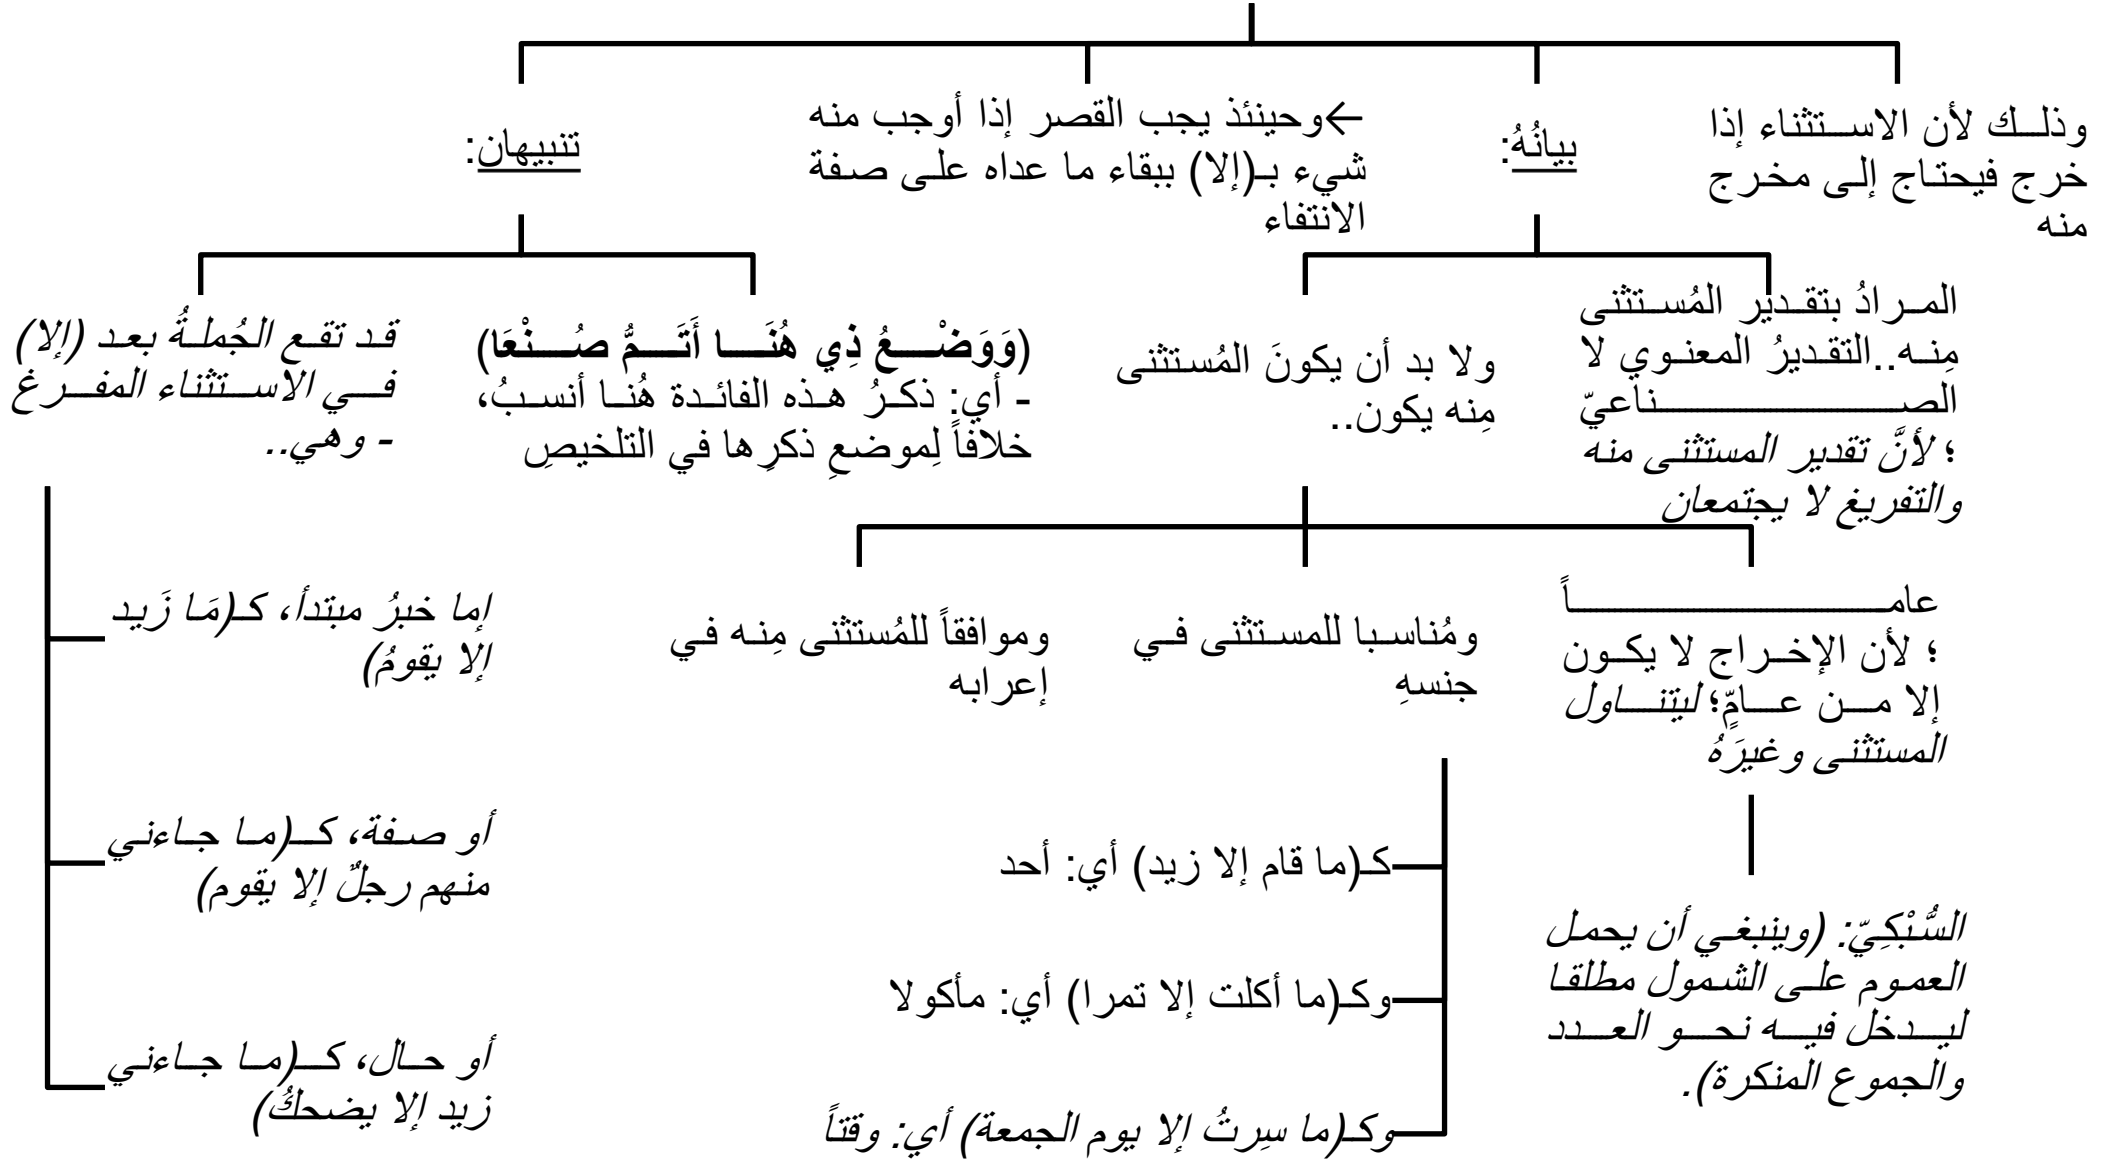 وذلك لأن الاستثناء إذا
خرج فيحتاج إلى مخرج
منه
بيانُهُ:
←وحينئذ يجب القصر إذا أوجب منه
شيء بـ(إلا) ببقاء ما عداه على صفة
الانتفاء
تنبيهان:
المرادُ بتقدير المُستثنى
مِنه..التقديرُ المعنوي لا
الصناعيّ
؛ لأنَّ تقدير المستثنى منه
والتفريغ لا يجتمعان
ولا بد أن يكونَ المُستثنى
مِنه يكون..
(وَوَضْعُ ذِي هُنَا أَتَمُّ صُنْعَا)
- أي: ذكرُ هذه الفائدة هُنا أنسبُ،
خلافاً لِموضعِ ذكرِها في التلخيصِ
قد تقع الجُملةُ بعد (إلا)
في الاستثناء المفرغ
- وهي..
عاماً
؛ لأن الإخراج لا يكون
إلا من عامٍّ؛ ليتناول
المستثنى وغيرَهُ
ومُناسبا للمستثنى في
جنسهِ
وموافقاً للمُستثنى مِنه في
إعرابه
إما خبرُ مبتدأ، كـ(مَا زَيد
إلا يقومُ)
السُّبْكِيّ: (وينبغي أن يحمل
العموم على الشمول مطلقا
ليدخل فيه نحو العدد
والجموع المنكرة).
كـ(ما قام إلا زيد) أي: أحد
وكـ(ما أكلت إلا تمرا) أي: مأكولا
وكـ(ما سِرتُ إلا يوم الجمعة) أي: وقتاً
أو صفة، كـ(ما جاءني
منهم رجلٌ إلا يقوم)
أو حال، كـ(ما جاءني
زيد إلا يضحكُ)